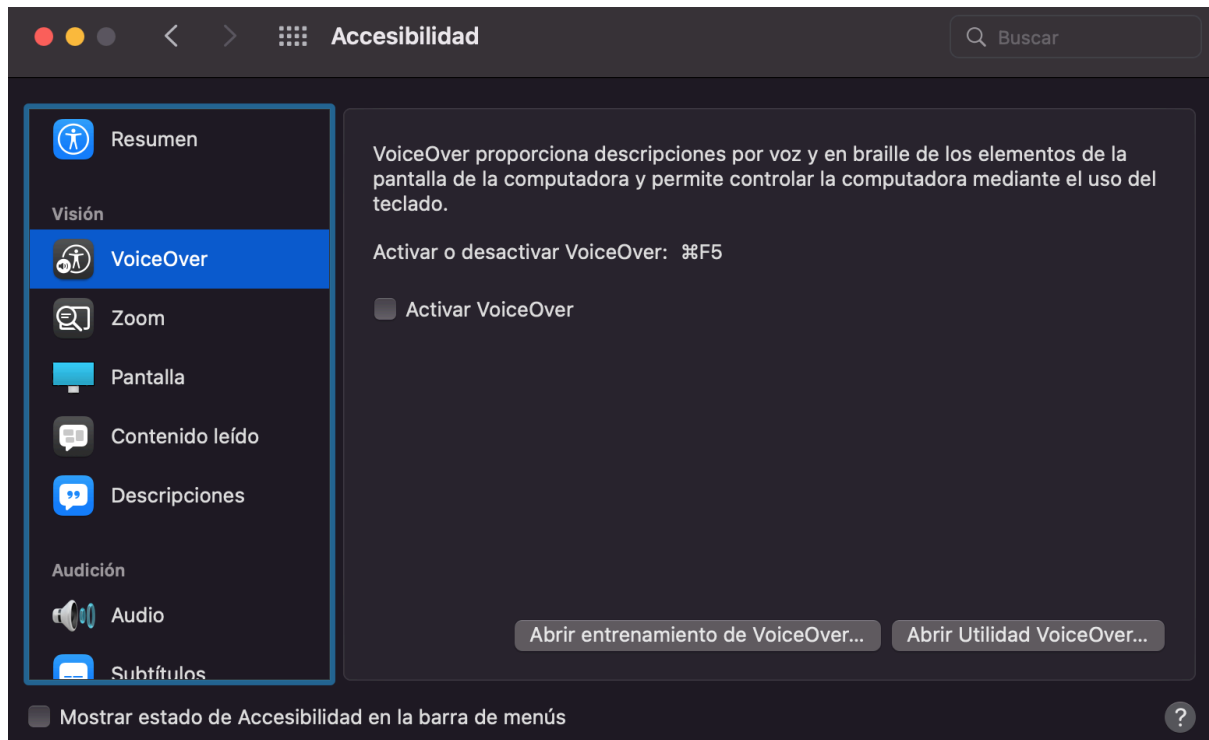 Accesibilidad
Buscar
Resumen
Visión
VoiceOver
Zoom
Pantalla
Contenido leído
Descripciones
Audición
Audio
Subtítulos
VoiceOver proporciona descripciones por voz y en braille de los elementos de la
pantalla de la computadora y permite controlar la computadora mediante el uso del
teclado.
Activar o desactivar VoiceOver: ⌘F5
Activar VoiceOver
Abrir entrenamiento de VoiceOver...
Abrir Utilidad VoiceOver...
Mostrar estado de Accesibilidad en la barra de menús
?